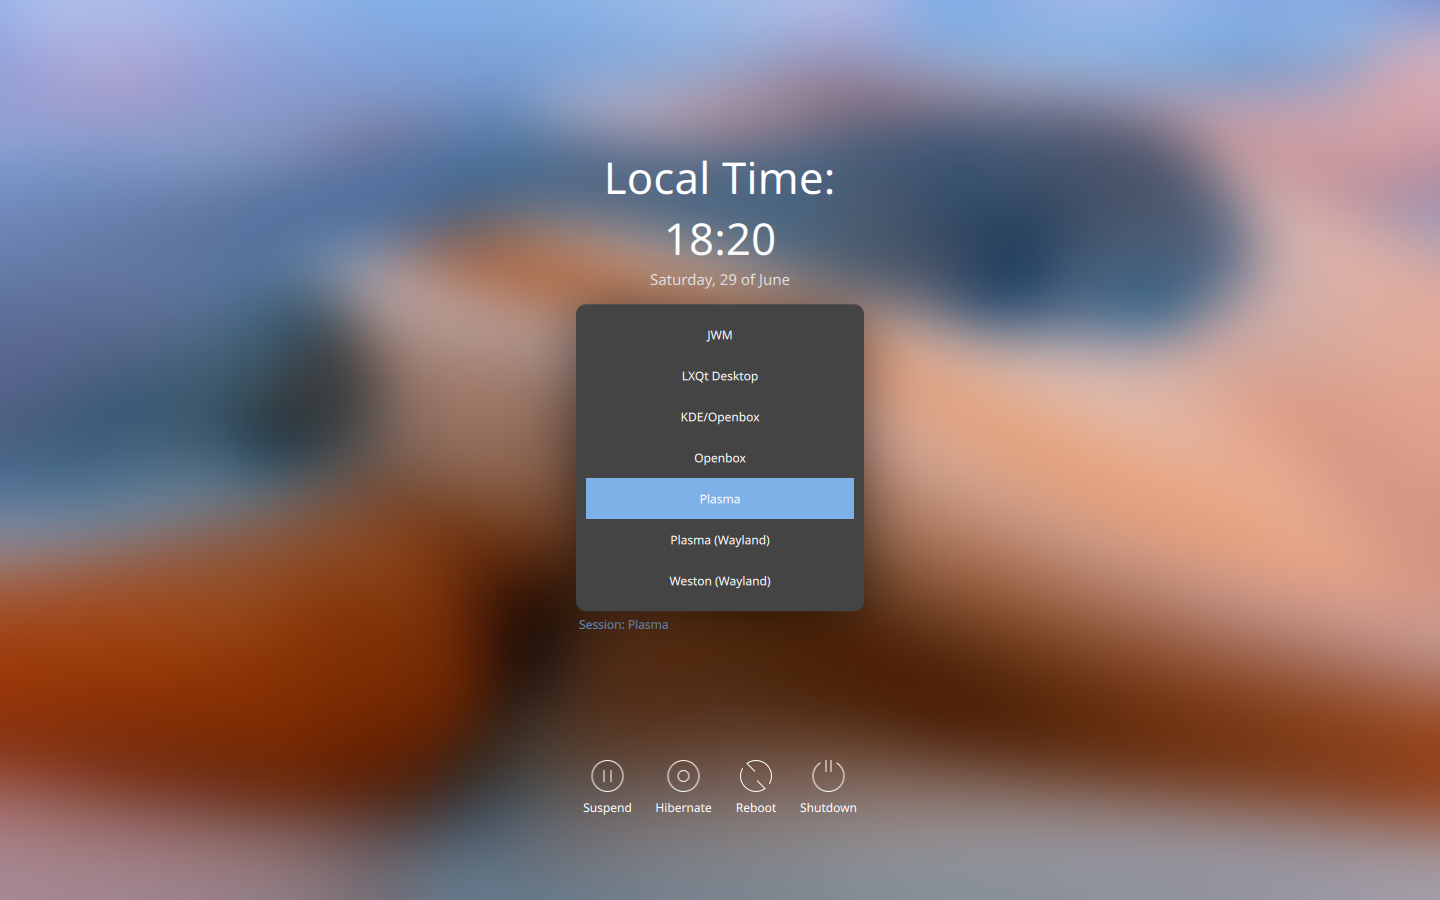 Local Time:
18:20
Saturday, 29 of June
JWM
LXQt Desktop
KDE/Openbox
Openbox
Plasma
Plasma (Wayland)
Weston (Wayland)
Session: Plasma
Suspend
Hibernate
Reboot
Shutdown